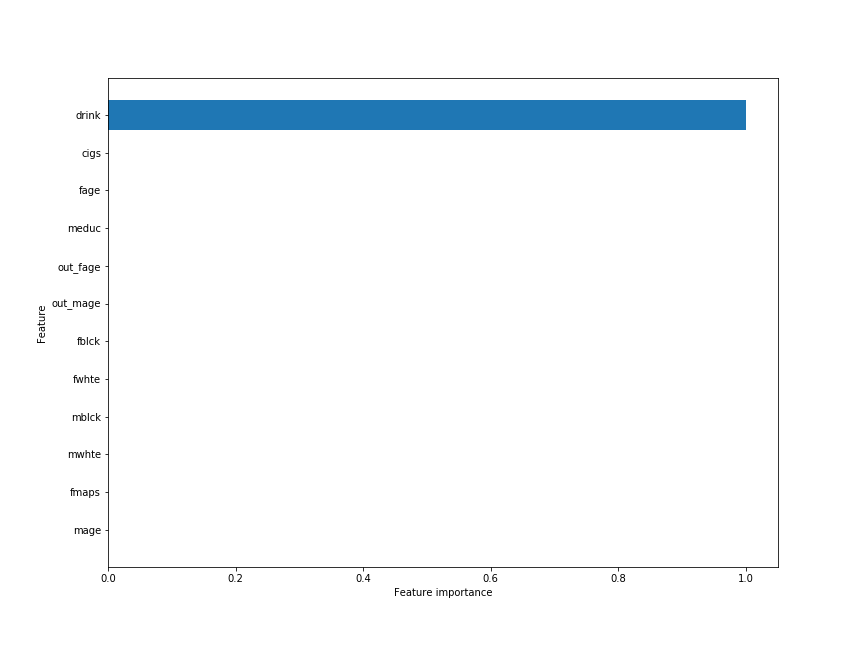 drink
cigs
fage
meduc
out_fage
out_mage
fblck
fwhte
mblck
mwhte
fmaps
mage
Feature
0.0 0.2 0.4 0.6 0.8 1.0
Feature importance